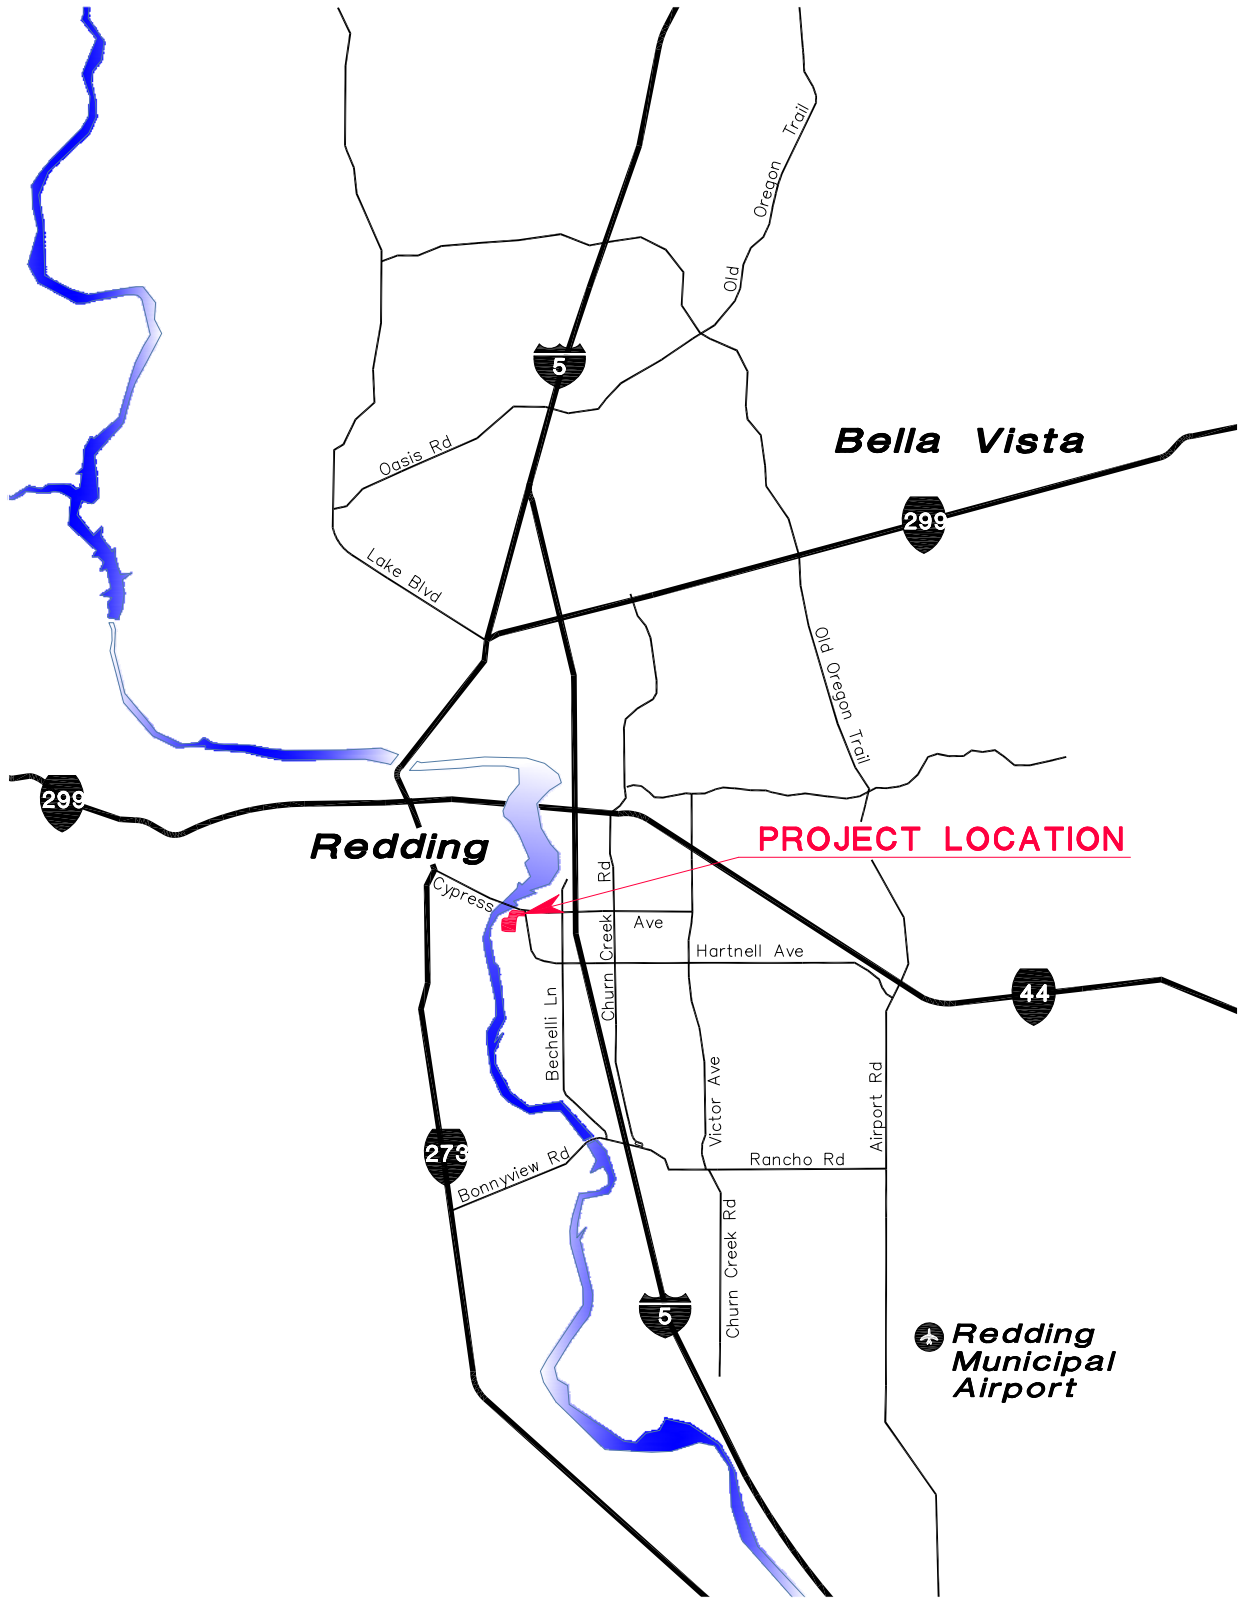 Oregon Trail
Old
5
Bella Vista
Oasis Rd
299
Lake Blvd
Old Oregon Trail
299
PROJECT LOCATION
Redding
Cypress
Ave
Churn Creek Rd
Hartnell Ave
44
Bechelli Ln
Victor Ave
Airport Rd
273
Bonnyview Rd
Rancho Rd
Churn Creek Rd
5
Redding
Municipal
Airport